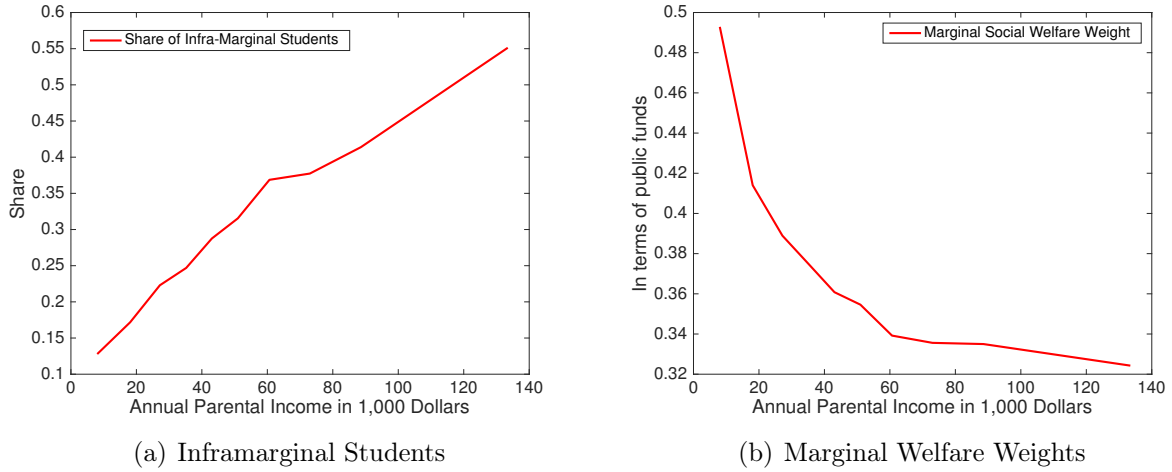 Share of Infra-Marginal Students
Share
0.6
0.55
0.5
0.45
0.4
0.35
0.3
0.25
0.2
0.15
0.1
0 20 40 60 80 100 120 140
Annual Parental Income in 1,000 Dollars
(a) Inframarginal Students
Marginal Social Welfare Weight
In terms of public funds
0.5
0.48
0.46
0.44
0.42
0.4
0.38
0.36
0.34
0.32
0 20 40 60 80 100 120 140
Annual Parental Income in 1,000 Dollars
(b) Marginal Welfare Weights